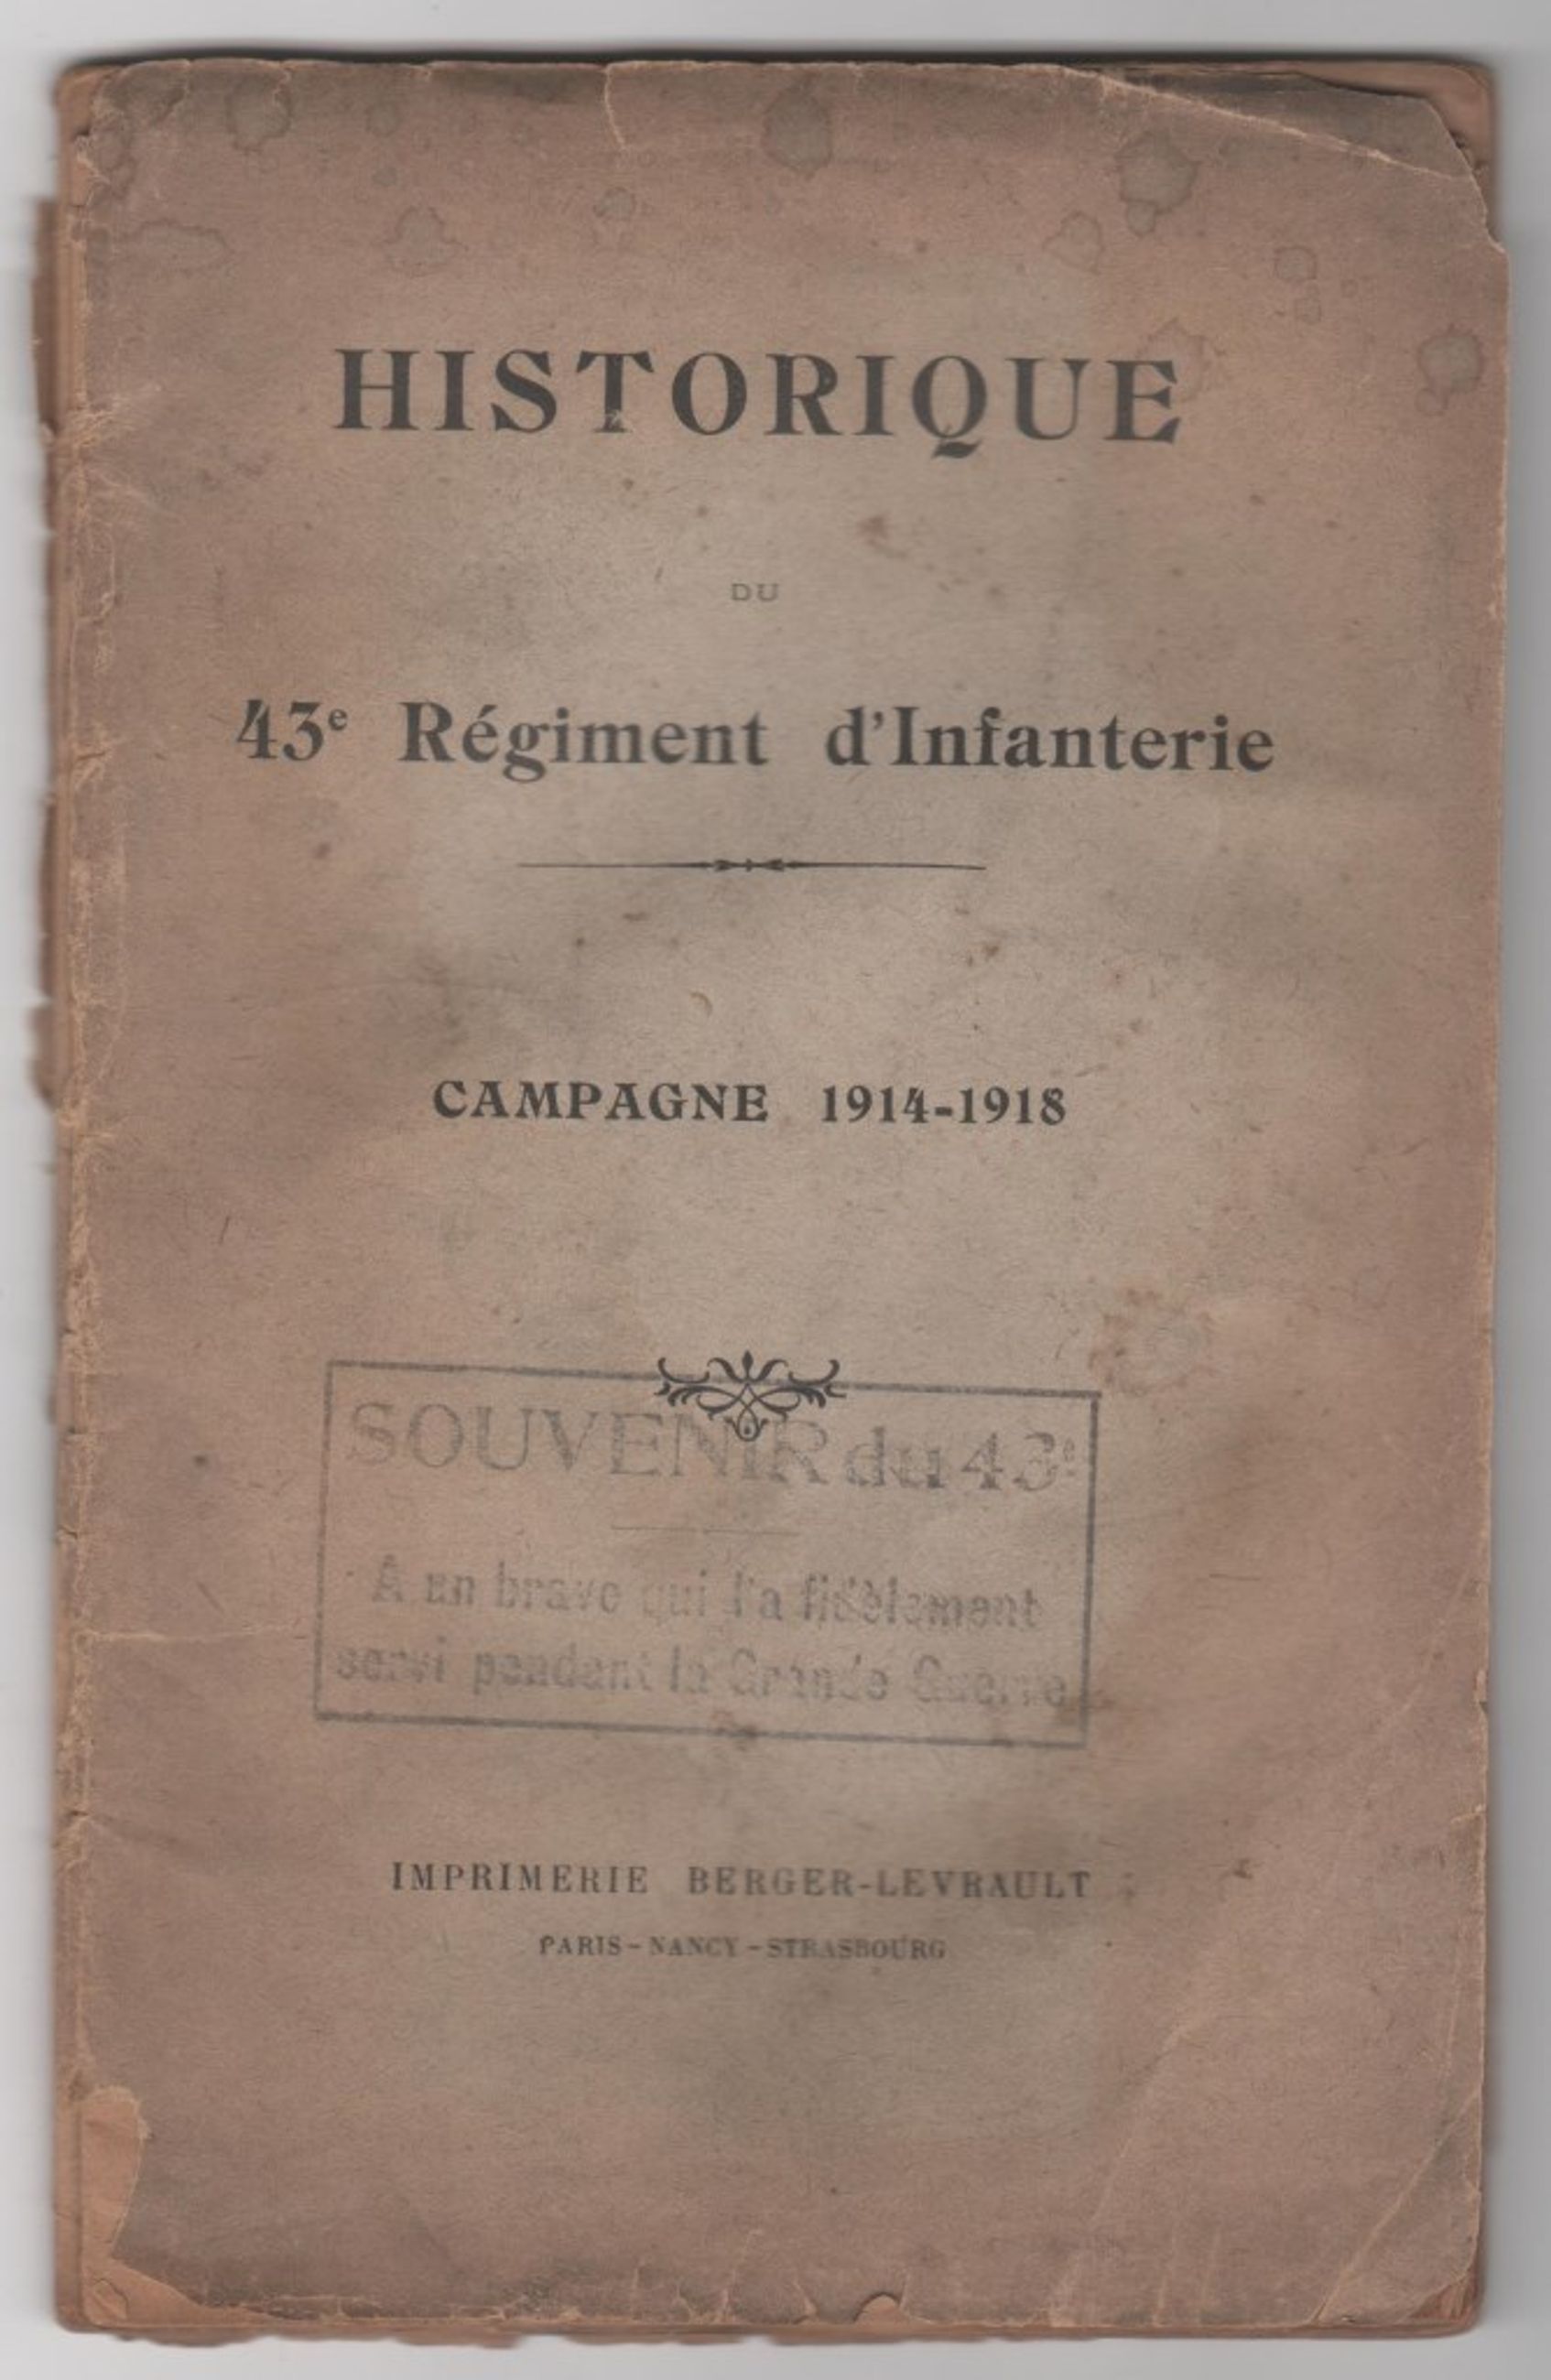 HISTORIQUE
DU
43e Régiment d'Infanterie
CAMPAGNE 1914-1918
SOUVENIR du 43e
A un brave qui l'a fidèlement
servi pendant la Grande Guerre
IMPRIMERIE BERGER-LEVRAULT
PARIS-NANCY-STRASBOURG